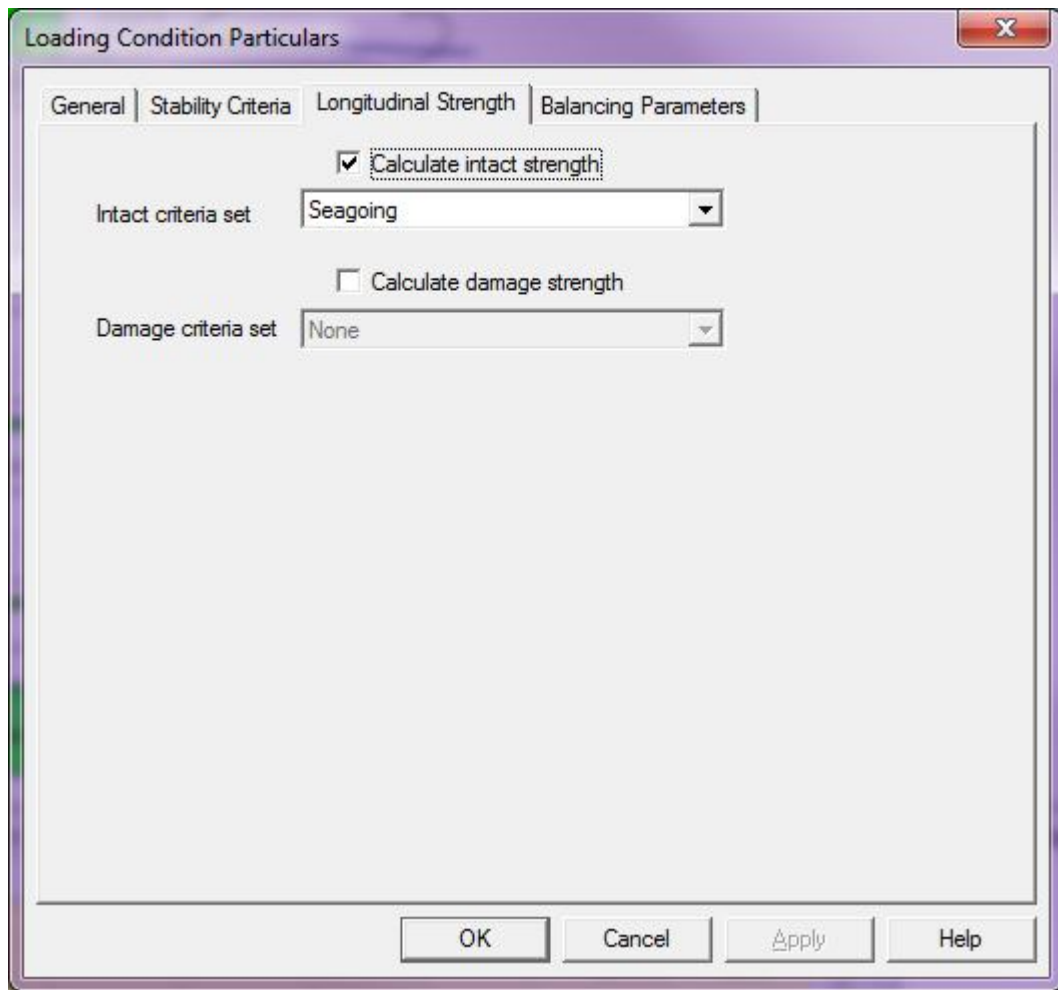 Loading Condition Particulars
General Stability Criteria Longitudinal Strength Balancing Parameters
Calculate intact strength
Intact criteria set Seagoing
Calculate damage strength
Damage criteria set None
OK Cancel Apply Help